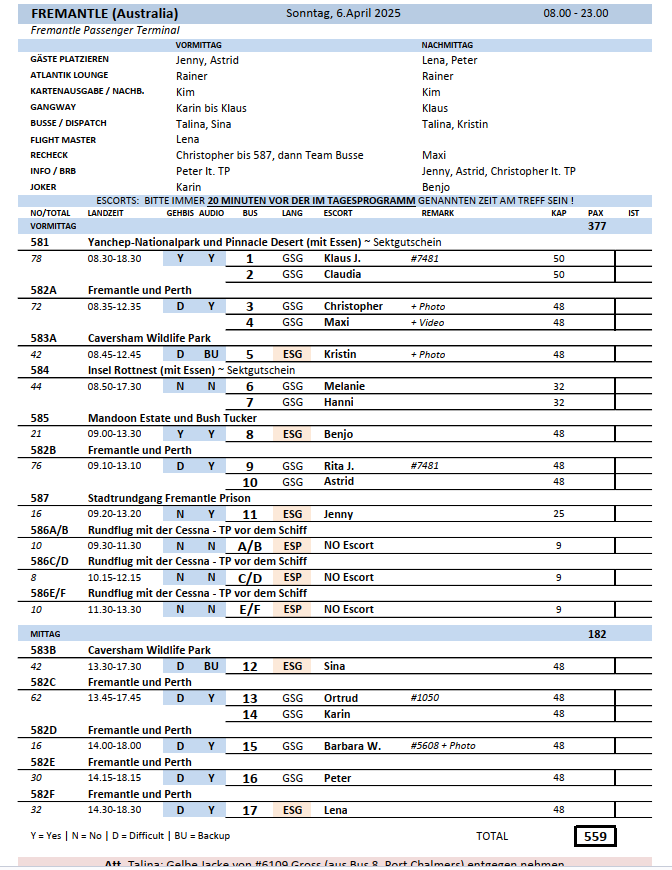 FREMANTLE (Australia) Sonntag, 6.April 2025 08.00 - 23.00
Fremantle Passenger Terminal
VORMITTAG NACHMITTAG
GÄSTE PLATZIEREN Jenny, Astrid Lena, Peter
ATLANTIK LOUNGE Rainer Rainer
KARTENAUSGABE / NACHB. Kim Kim
GANGWAY Karin bis Klaus Klaus
BUSSE / DISPATCH Talina, Sina Talina, Kristin
FLIGHT MASTER Lena
RECHECK Christopher bis 587, dann Team Busse Maxi
INFO / BRB Peter lt. TP Jenny, Astrid, Christopher lt. TP
JOKER Karin Benjo
ESCORTS: BITTE IMMER 20 MINUTEN VOR DER IM TAGESPROGRAMM GENANNTEN ZEIT AM TREFF SEIN !
NO/TOTAL LANDZEIT GEHBIS AUDIO BUS LANG ESCORT REMARK KAP PAX IST
VORMITTAG 377
581 Yanchep-Nationalpark und Pinnacle Desert (mit Essen) ~ Sektgutschein
78 08.30-18.30 Y Y 1 GSG Klaus J. #7481 50
2 GSG Claudia 50
582A Fremantle und Perth
72 08.35-12.35 D Y 3 GSG Christopher + Photo 48
4 GSG Maxi + Video 48
583A Caversham Wildlife Park
42 08.45-12.45 D BU 5 ESG Kristin + Photo 48
584 Insel Rottnest (mit Essen) ~ Sektgutschein
44 08.50-17.30 N N 6 GSG Melanie 32
7 GSG Hanni 32
585 Mandoon Estate und Bush Tucker
21 09.00-13.30 Y Y 8 ESG Benjo 48
582B Fremantle und Perth
76 09.10-13.10 D Y 9 GSG Rita J. #7481 48
10 GSG Astrid 48
587 Stadtrundgang Fremantle Prison
16 09.20-13.20 N Y 11 ESG Jenny 25
586A/B Rundflug mit der Cessna - TP vor dem Schiff
10 09.30-11.30 N N A/B ESP NO Escort 9
586C/D Rundflug mit der Cessna - TP vor dem Schiff
8 10.15-12.15 N N C/D ESP NO Escort 9
586E/F Rundflug mit der Cessna - TP vor dem Schiff
10 11.30-13.30 N N E/F ESP NO Escort 9
MITTAG 182
583B Caversham Wildlife Park
42 13.30-17.30 D BU 12 ESG Sina 48
582C Fremantle und Perth
62 13.45-17.45 D Y 13 GSG Ortrud #1050 48
14 GSG Karin 48
582D Fremantle und Perth
16 14.00-18.00 D Y 15 GSG Barbara W. #5608 + Photo 48
582E Fremantle und Perth
30 14.15-18.15 D Y 16 GSG Peter 48
582F Fremantle und Perth
32 14.30-18.30 D Y 17 ESG Lena 48
Y = Yes | N = No | D = Difficult | BU = Backup TOTAL 559
Att. Talina: Gelbe Jacke von #6109 Gross (aus Bus 8, Port Chalmers) entgegen nehmen